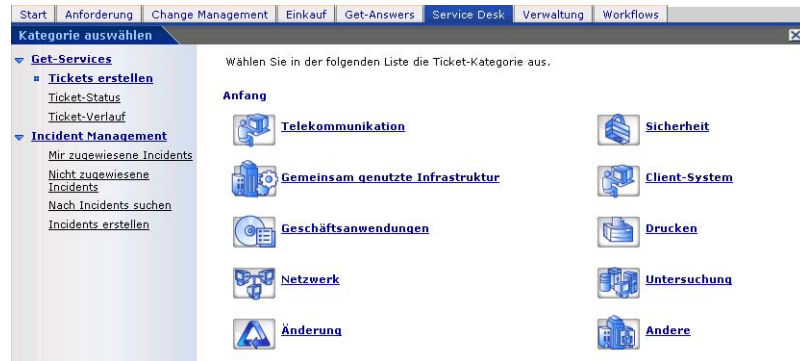 Start Anforderung Change Management Einkauf Get-Answers Service Desk Verwaltung Workflows
Kategorie auswählen
Get-Services
Tickets erstellen
Ticket-Status
Ticket-Verlauf
Incident Management
Mir zugewiesene Incidents
Nicht zugewiesene
Incidents
Nach Incidents suchen
Incidents erstellen
Wählen Sie in der folgenden Liste die Ticket-Kategorie aus.
Anfang
Telekommunikation Sicherheit
Gemeinsam genutzte Infrastruktur Client-System
Geschäftsanwendungen Drucken
Netzwerk Untersuchung
Änderung Andere